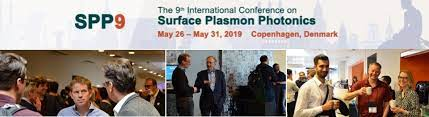 SPP9
The 9th International Conference on
Surface Plasmon Photonics
May 26 – May 31, 2019 Copenhagen, Denmark